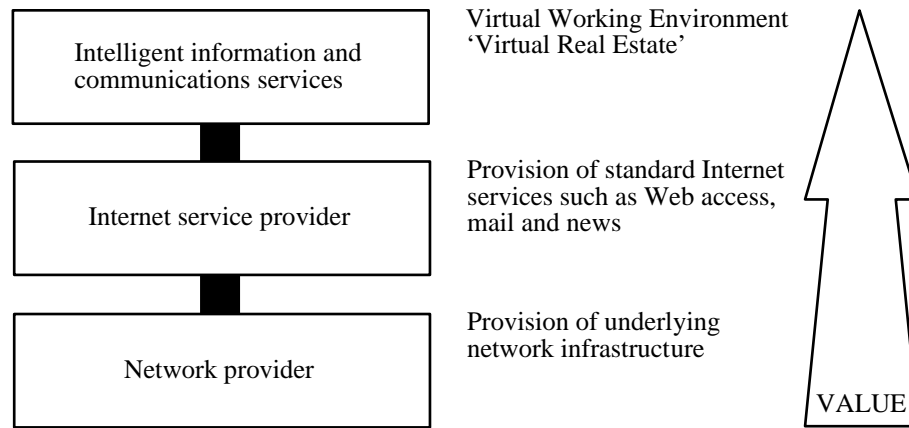 Intelligent information and
communications services
Virtual Working Environment
‘Virtual Real Estate’
Internet service provider
Provision of standard Internet
services such as Web access,
mail and news
Network provider
Provision of underlying
network infrastructure
VALUE